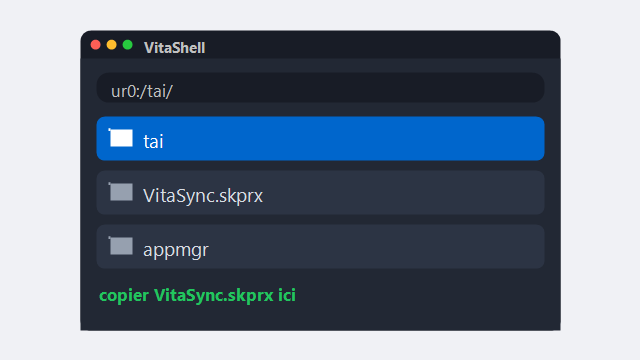 VitaShell
ur0:/tai/
tai
VitaSync.skprx
appmgr
copier VitaSync.skprx ici